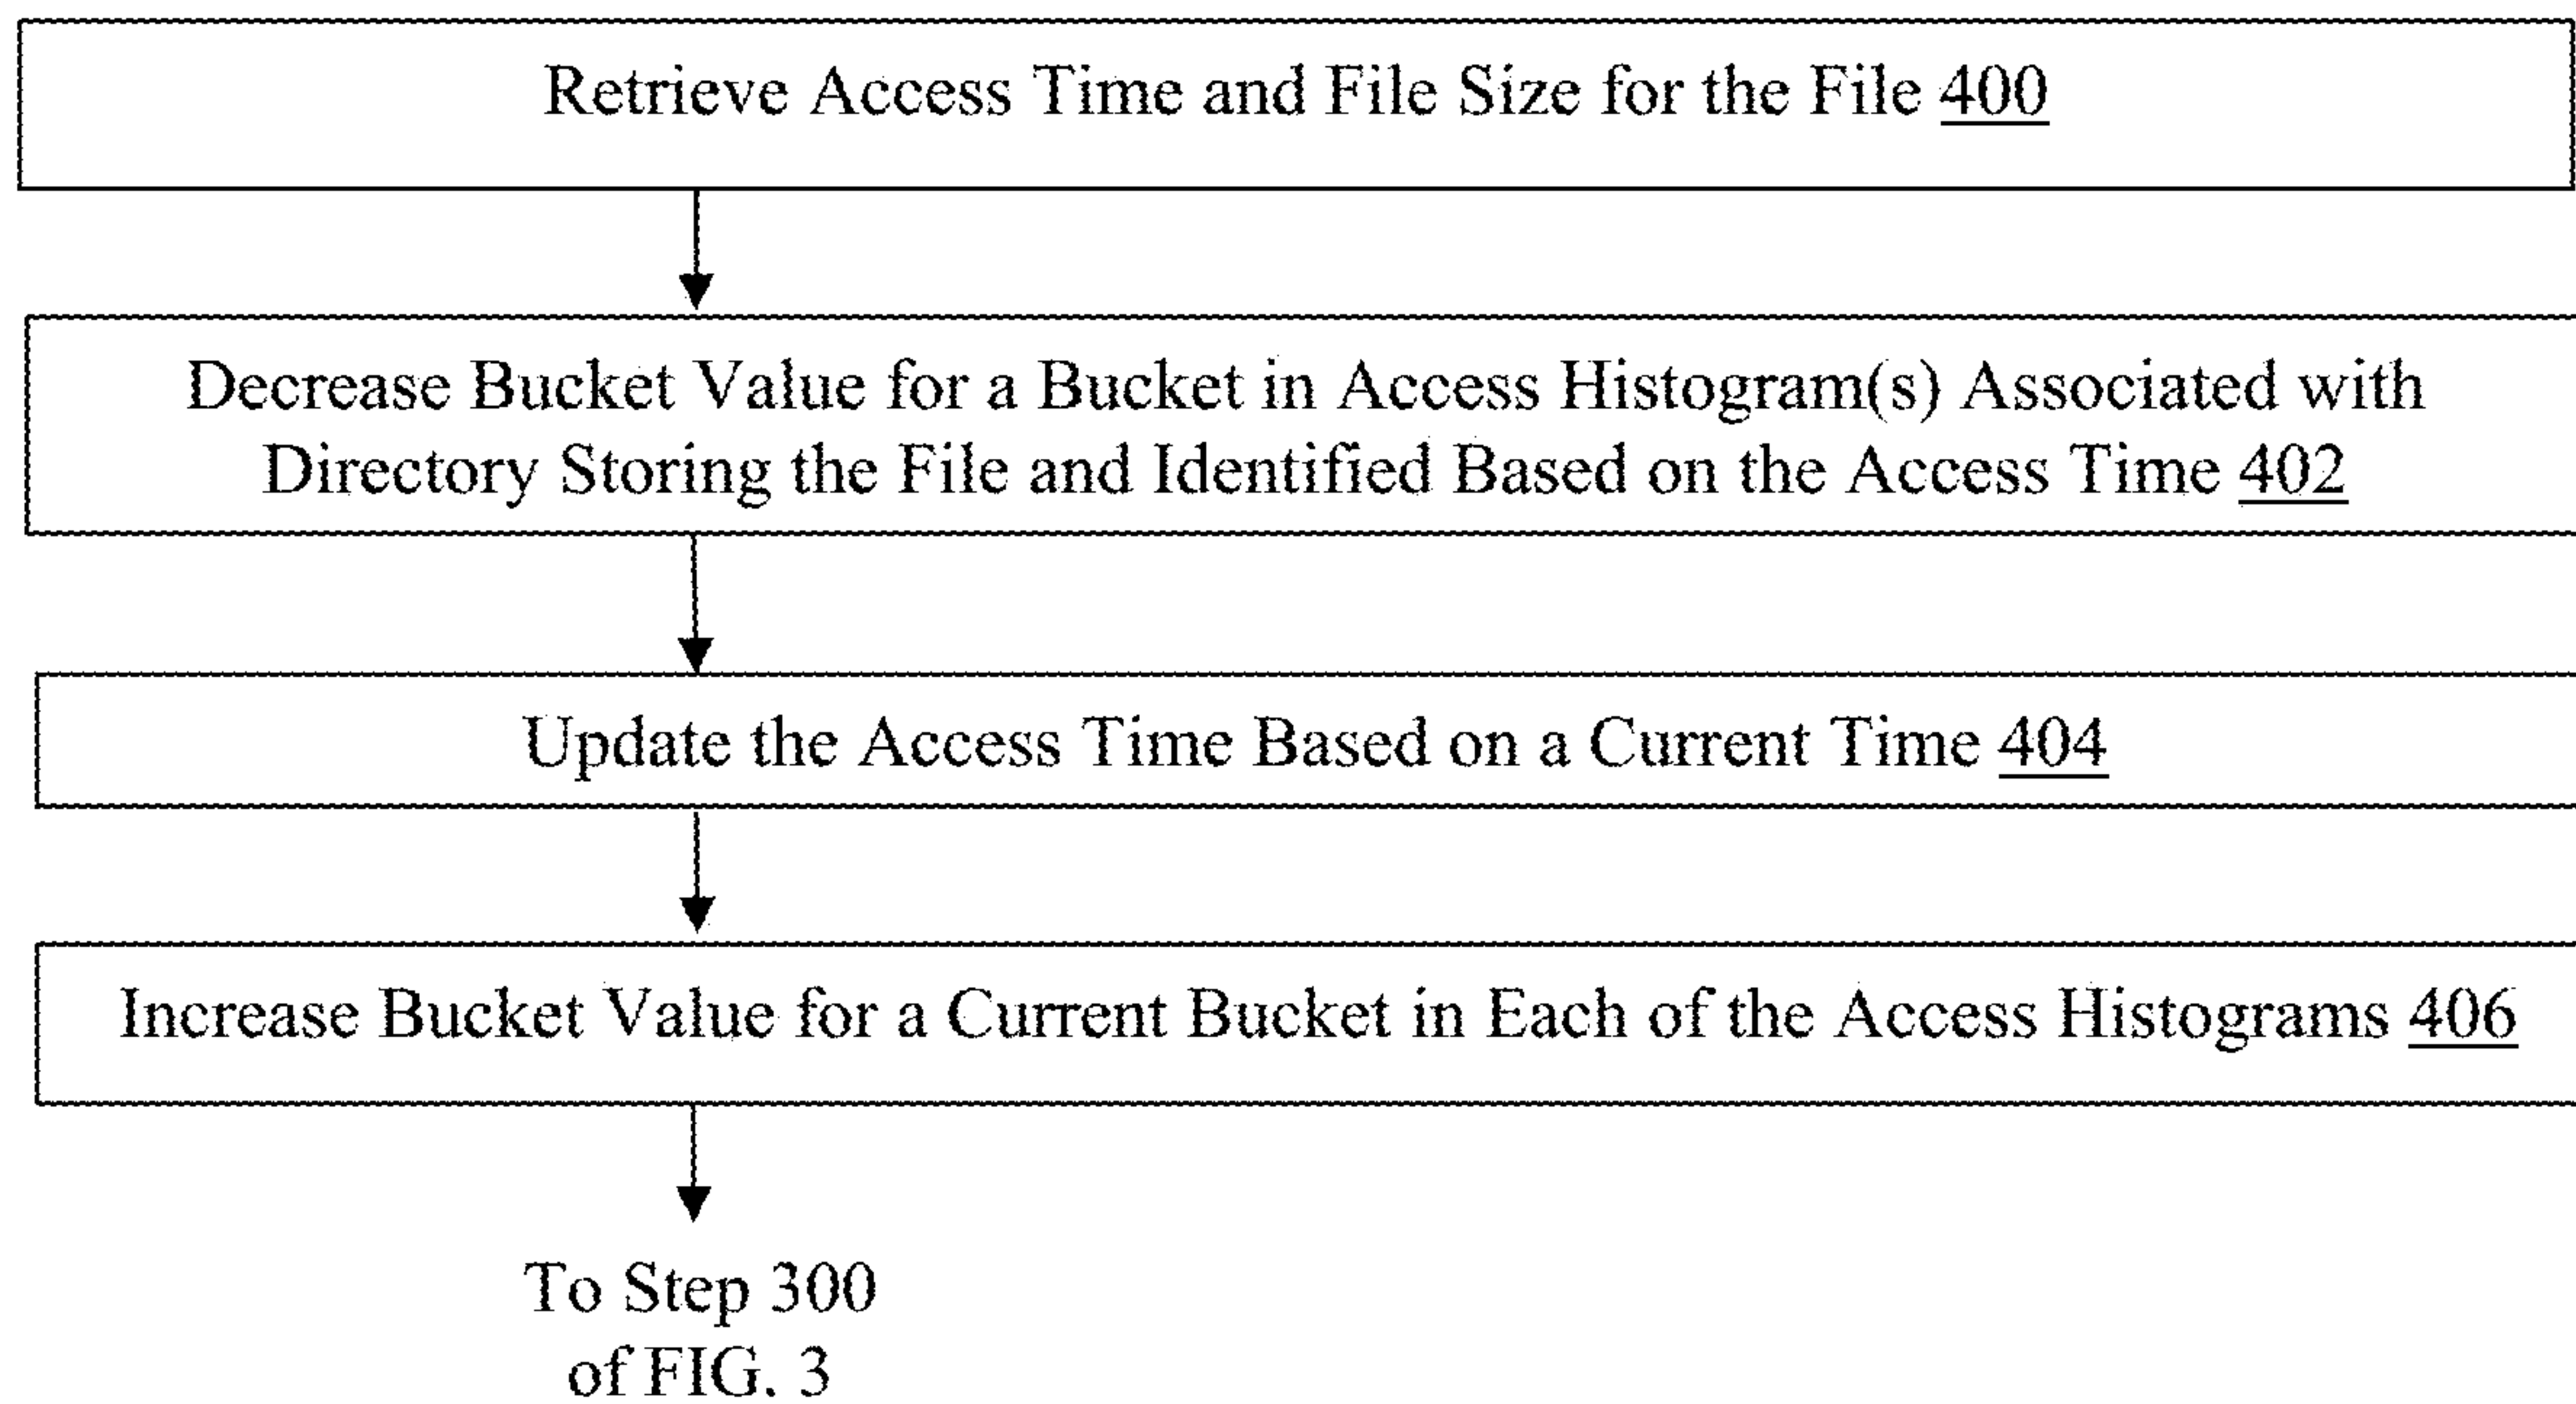 Retrieve Access Time and File Size for the File 400
Decrease Bucket Value for a Bucket in Access Histogram(s) Associated with
Directory Storing the File and Identified Based on the Access Time 402
Update the Access Time Based on a Current Time 404
Increase Bucket Value for a Current Bucket in Each of the Access Histograms 406
To Step 300
of FIG. 3